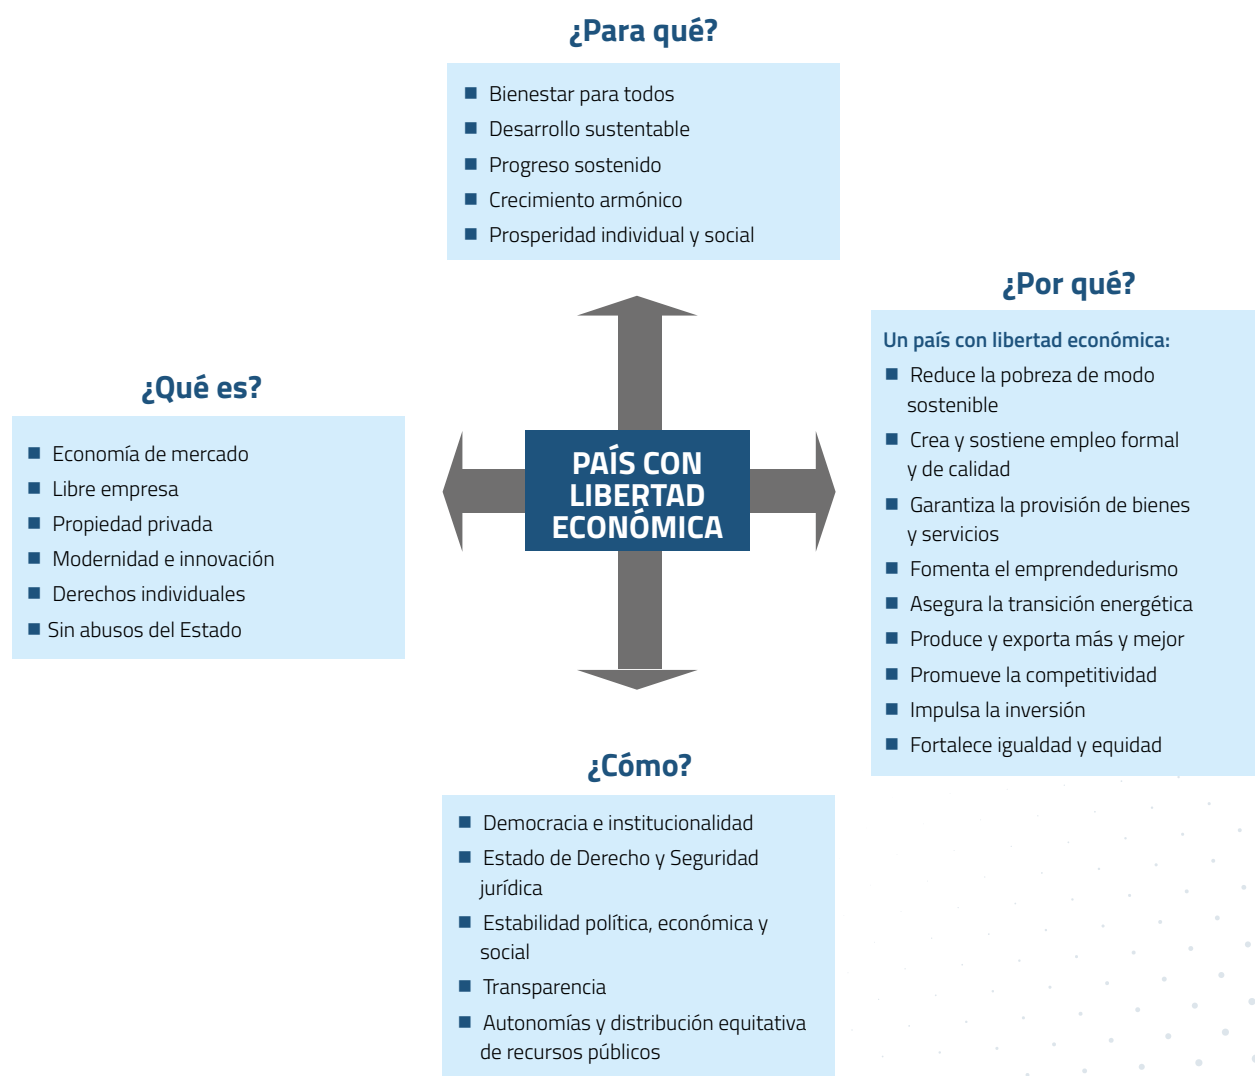 ¿Para qué?
Bienestar para todos
Desarrollo sustentable
Progreso sostenido
Crecimiento armónico
Prosperidad individual y social
¿Qué es?
Economía de mercado
Libre empresa
Propiedad privada
Modernidad e innovación
Derechos individuales
Sin abusos del Estado
PAÍS CON
LIBERTAD
ECONÓMICA
¿Por qué?
Un país con libertad económica:
Reduce la pobreza de modo
sostenible
Crea y sostiene empleo formal
y de calidad
Garantiza la provisión de bienes
y servicios
Fomenta el emprendedurismo
Asegura la transición energética
Produce y exporta más y mejor
Promueve la competitividad
Impulsa la inversión
Fortalece igualdad y equidad
¿Cómo?
Democracia e institucionalidad
Estado de Derecho y Seguridad
jurídica
Estabilidad política, económica y
social
Transparencia
Autonomías y distribución equitativa
de recursos públicos